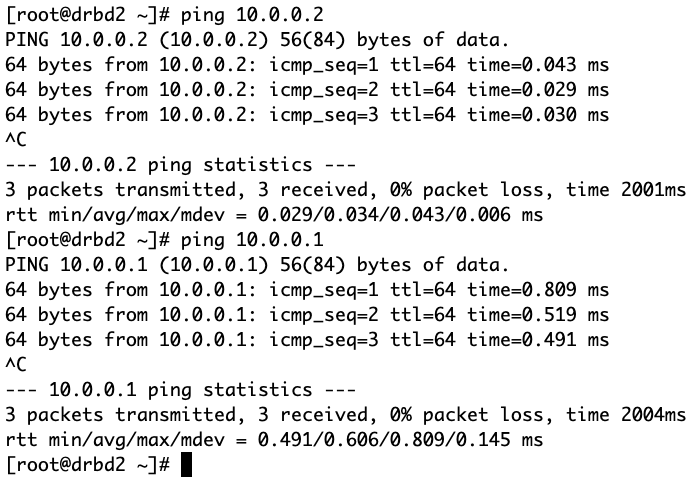 [root@drbd2 ~]# ping 10.0.0.2
PING 10.0.0.2 (10.0.0.2) 56(84) bytes of data.
64 bytes from 10.0.0.2: icmp_seq=1 ttl=64 time=0.043 ms
64 bytes from 10.0.0.2: icmp_seq=2 ttl=64 time=0.029 ms
64 bytes from 10.0.0.2: icmp_seq=3 ttl=64 time=0.030 ms
^C
--- 10.0.0.2 ping statistics ---
3 packets transmitted, 3 received, 0% packet loss, time 2001ms
rtt min/avg/max/mdev = 0.029/0.034/0.043/0.006 ms
[root@drbd2 ~]# ping 10.0.0.1
PING 10.0.0.1 (10.0.0.1) 56(84) bytes of data.
64 bytes from 10.0.0.1: icmp_seq=1 ttl=64 time=0.809 ms
64 bytes from 10.0.0.1: icmp_seq=2 ttl=64 time=0.519 ms
64 bytes from 10.0.0.1: icmp_seq=3 ttl=64 time=0.491 ms
^C
--- 10.0.0.1 ping statistics ---
3 packets transmitted, 3 received, 0% packet loss, time 2004ms
rtt min/avg/max/mdev = 0.491/0.606/0.809/0.145 ms
[root@drbd2 ~]#